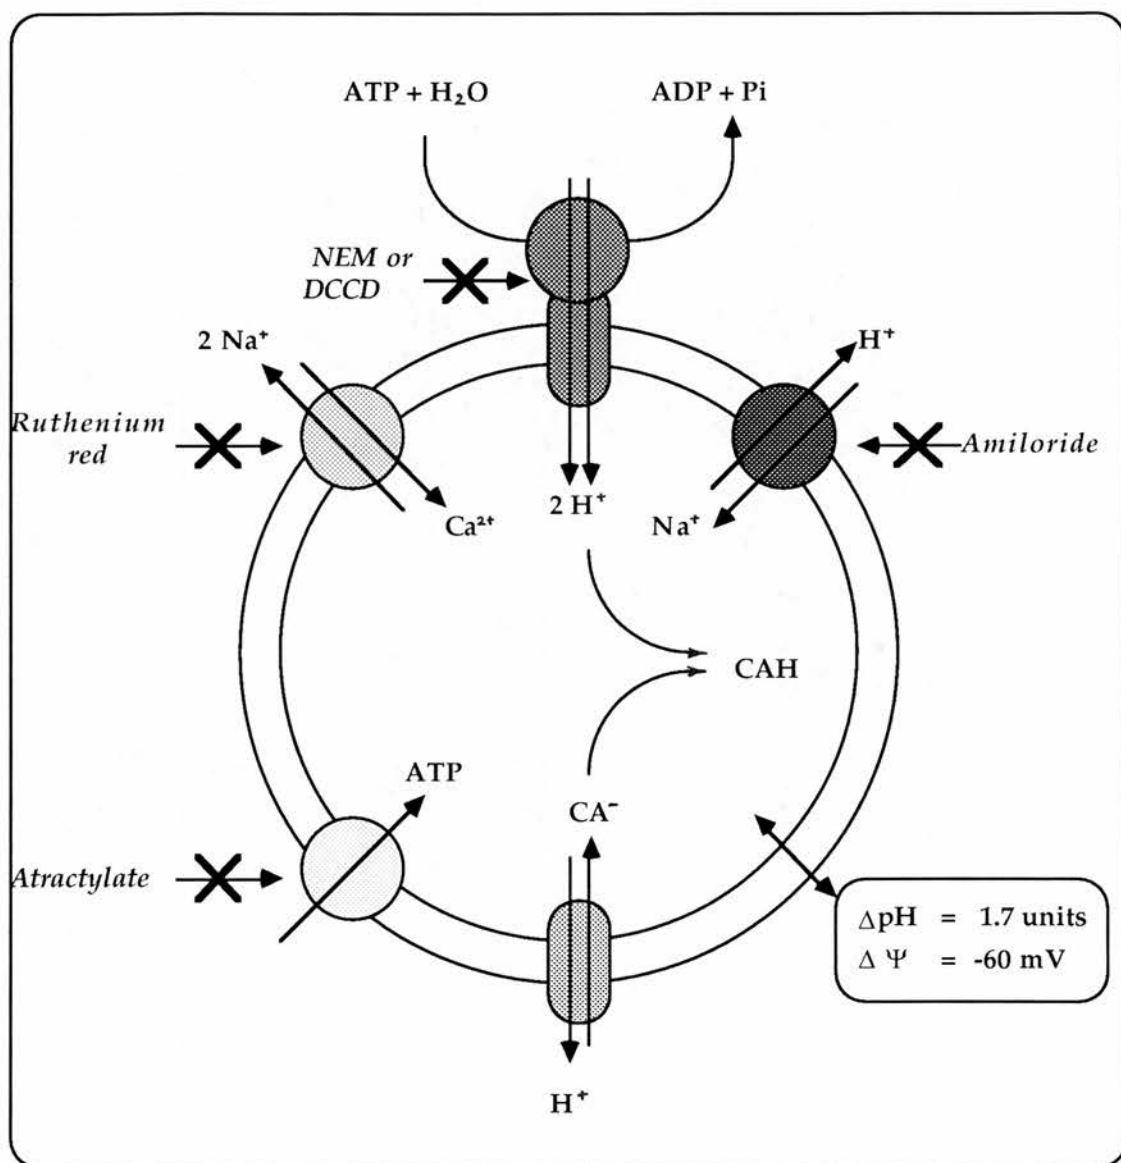 ATP + H₂O
ADP + Pi
NEM or
DCCD
2 Na⁺
H⁺
Ruthenium
red
Amiloride
Ca²⁺
2 H⁺
Na⁺
CAH
ATP
CA⁻
Atractylate
ΔpH = 1.7 units
Δ Ψ = -60 mV
H⁺